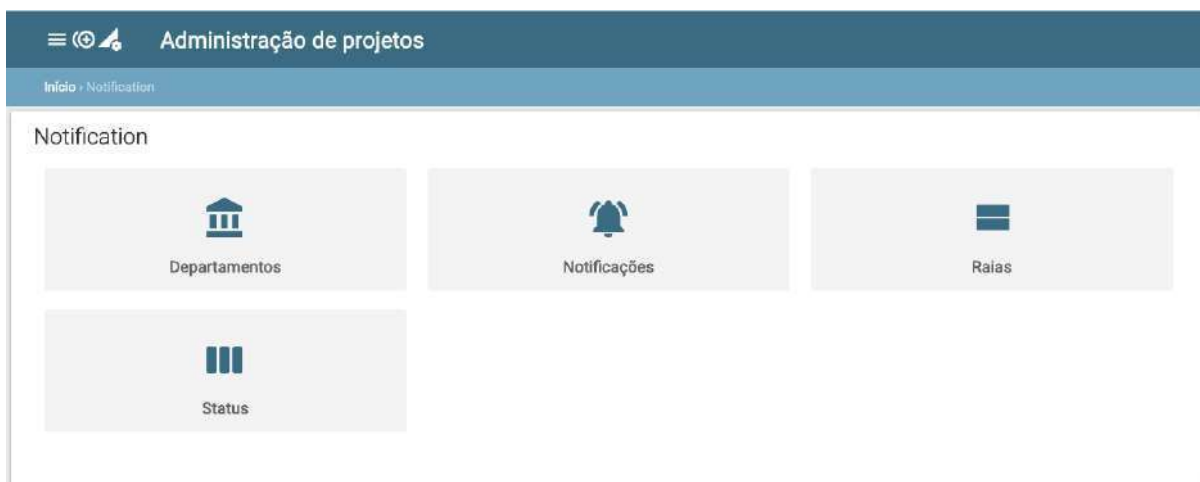 Administração de projetos
Início › Notification
Notification
Departamentos
Notificações
Raias
Status